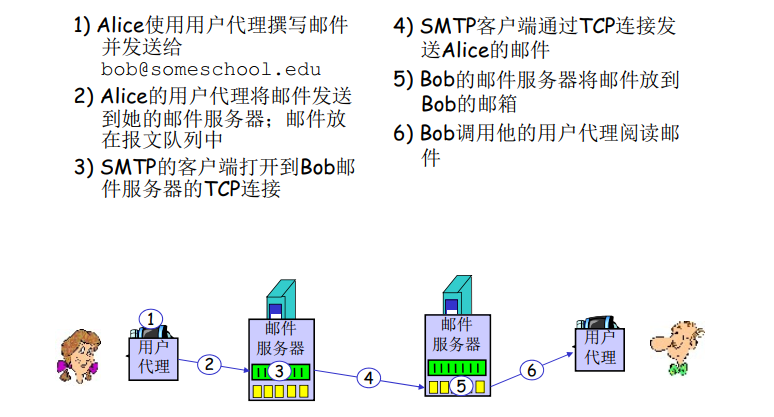 1) Alice使用用户代理撰写邮件
并发送给
bob@someschool.edu
2) Alice的用户代理将邮件发送
到她的邮件服务器；邮件放
在报文队列中
3) SMTP的客户端打开到Bob邮
件服务器的TCP连接
4) SMTP客户端通过TCP连接发
送Alice的邮件
5) Bob的邮件服务器将邮件放到
Bob的邮箱
6) Bob调用他的用户代理阅读邮
件
1
用户
代理
2
邮件
服务器
3
4
邮件
服务器
5
6
用户
代理